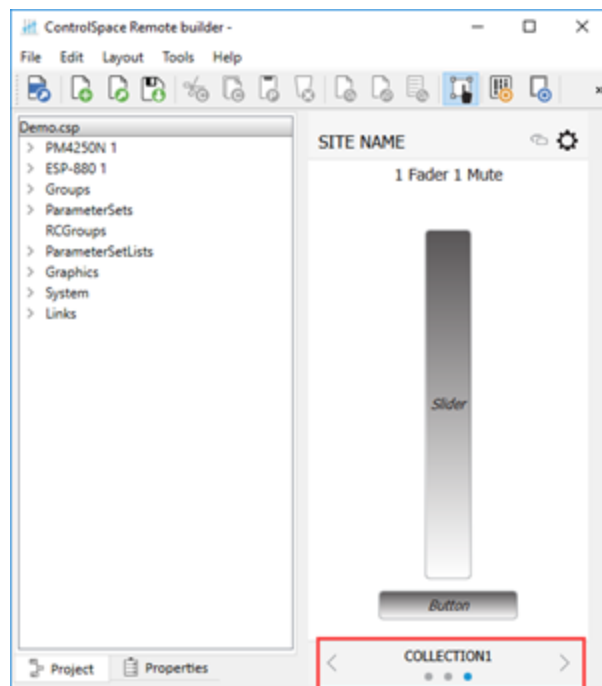 ControlSpace Remote builder -
File Edit Layout Tools Help
Demo.csp
PM4250N 1
ESP-880 1
Groups
ParameterSets
RCGroups
ParameterSetLists
Graphics
System
Links
Project Properties
SITE NAME
1 Fader 1 Mute
Slider
Button
COLLECTION1